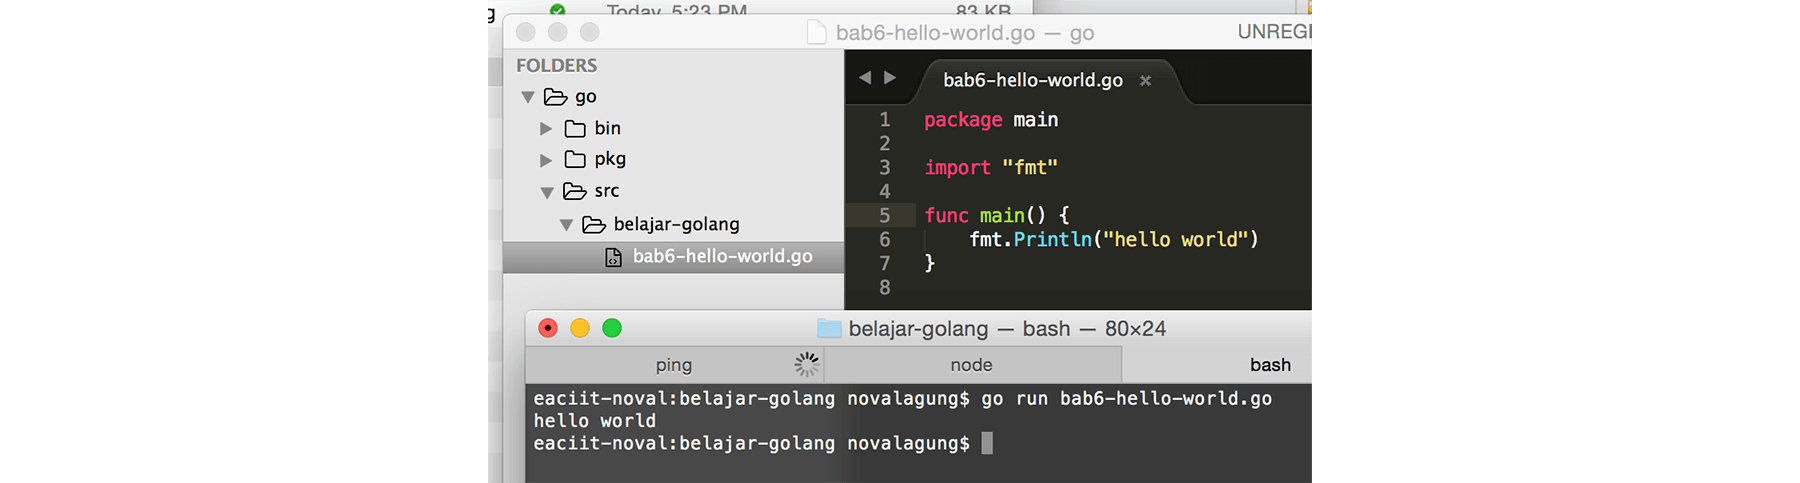 Today, 5:23 PM 83 KB
bab6-hello-world.go — go
FOLDERS
go
bin
pkg
src
belajar-golang
bab6-hello-world.go
bab6-hello-world.go ×
1 package main
2
3 import "fmt"
4
5 func main() {
6 fmt.Println("hello world")
7 }
8
belajar-golang — bash — 80×24
ping node bash
eaciit-noval:belajar-golang novalagung$ go run bab6-hello-world.go
hello world
eaciit-noval:belajar-golang novalagung$